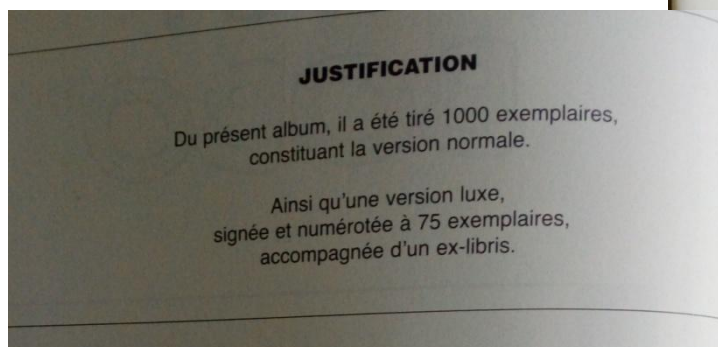 JUSTIFICATION
Du présent album, il a été tiré 1000 exemplaires,
constituant la version normale.
Ainsi qu'une version luxe,
signée et numérotée à 75 exemplaires,
accompagnée d'un ex-libris.